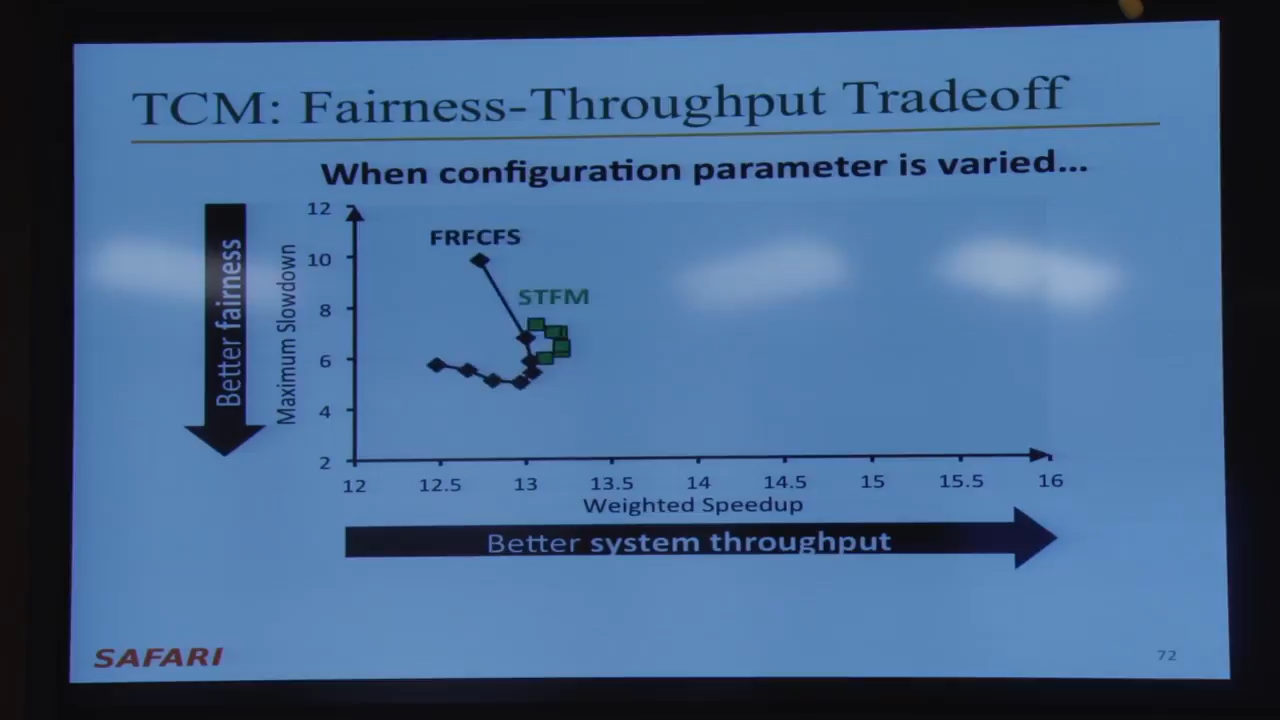 TCM: Fairness-Throughput Tradeoff
When configuration parameter is varied...
Better fairness
Maximum Slowdown
12
10
8
6
4
2
FRFCFS
STFM
12 12.5 13 13.5 14 14.5 15 15.5 16
Weighted Speedup
Better system throughput
SAFARI
72